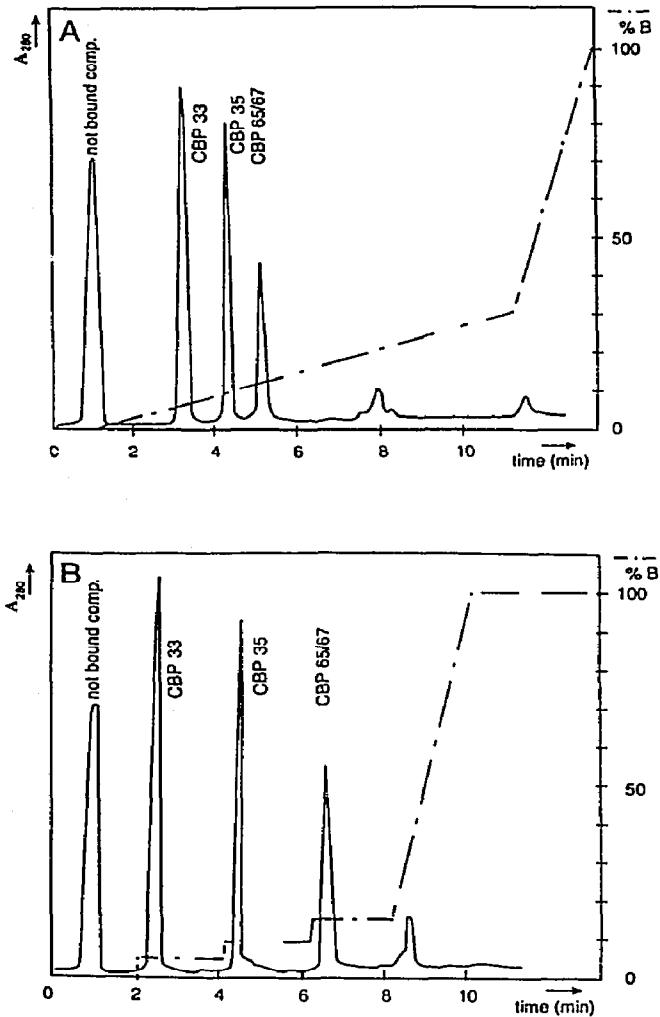 A
A280
% B
100
not bound comp.
CBP 33
CBP 35
CBP 65/67
50
0
0 2 4 6 8 10
time (min)
B
A280
% B
100
not bound comp.
CBP 33
CBP 35
CBP 65/67
50
0
0 2 4 6 8 10
time (min)